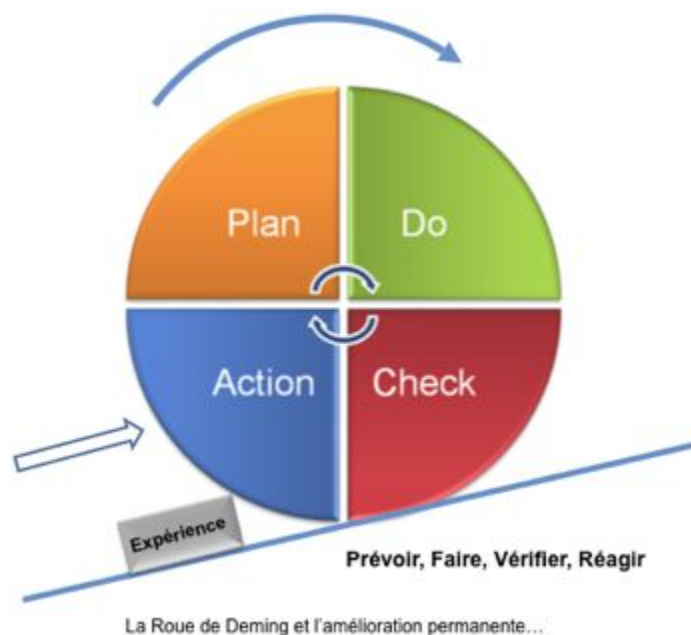 Plan
Do
Action
Check
Expérience
Prévoir, Faire, Vérifier, Réagir
La Roue de Deming et l’amélioration permanente…